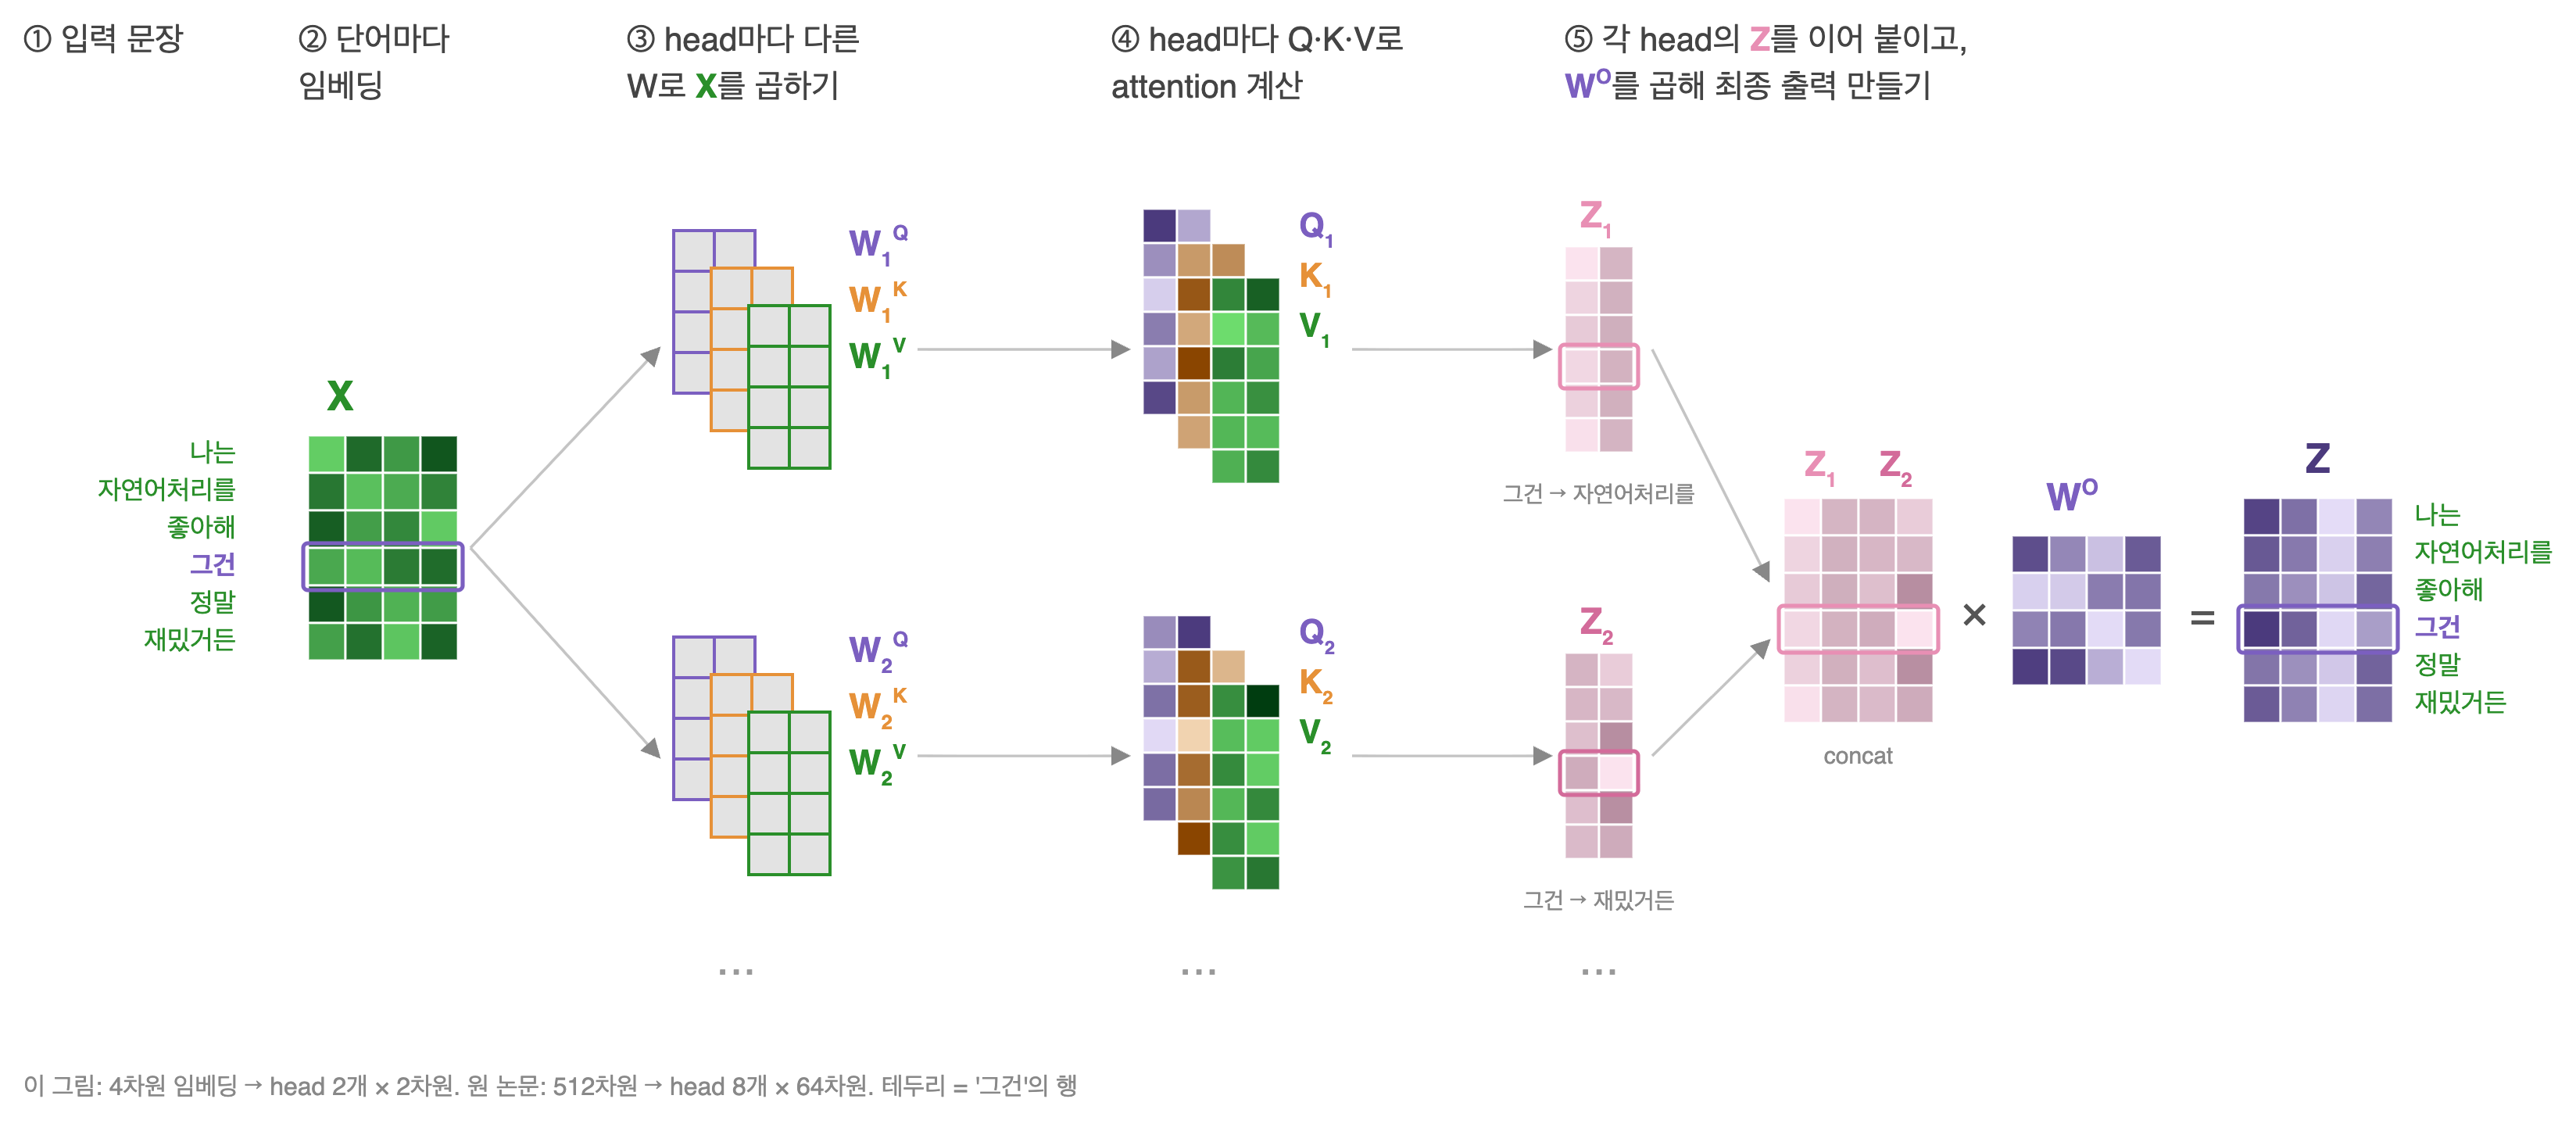 ① 입력 문장
② 단어마다
임베딩
③ head마다 다른
W로 X를 곱하기
④ head마다 Q·K·V로
attention 계산
⑤ 각 head의 Z를 이어 붙이고,
W^O를 곱해 최종 출력 만들기
X
나는
자연어처리를
좋아해
그건
정말
재밌거든
W₁^Q
W₁^K
W₁^V
Q₁
K₁
V₁
Z₁
그건 → 자연어처리를
W₂^Q
W₂^K
W₂^V
Q₂
K₂
V₂
Z₂
그건 → 재밌거든
...
...
...
Z₁ Z₂
concat
×
W^O
=
Z
나는
자연어처리를
좋아해
그건
정말
재밌거든
이 그림: 4차원 임베딩 → head 2개 × 2차원. 원 논문: 512차원 → head 8개 × 64차원. 테두리 = '그건'의 행